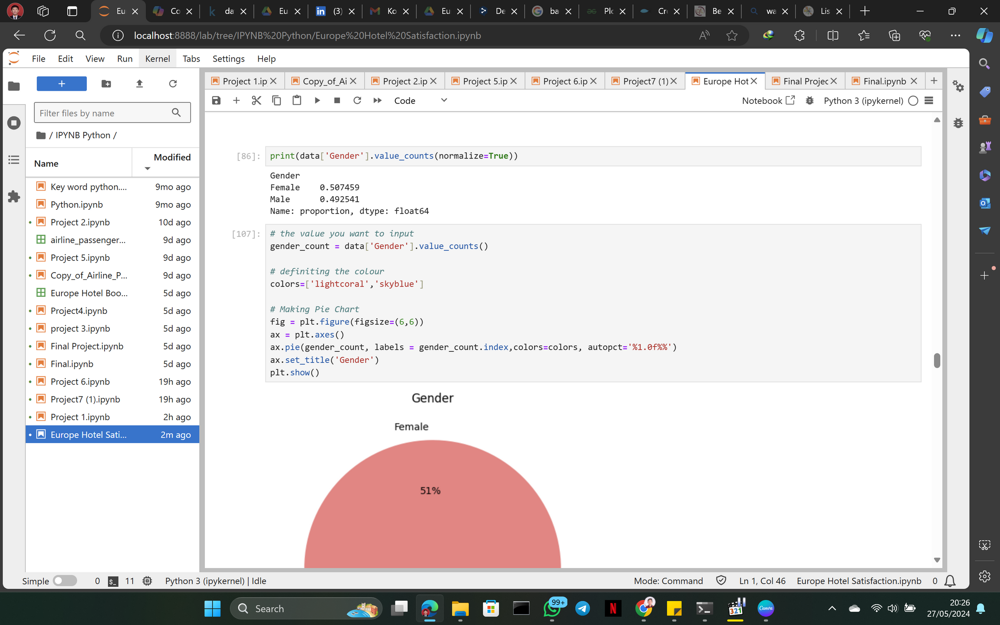 Eu
Co
da
Eu
(3)
Ko
Eu
De
ba
Plc
Cr
Be
wa
Lis
localhost:8888/lab/tree/IPYNB%20Python/Europe%20Hotel%20Satisfaction.ipynb
File Edit View Run Kernel Tabs Settings Help
Project 1.ip
Copy_of_Ai
Project 2.ip
Project 5.ip
Project 6.ip
Project7 (1)
Europe Hot
Final Projec
Final.ipynb
Code
Notebook
Python 3 (ipykernel)
Filter files by name
/ IPYNB Python /
Name Modified
Key word python.... 9mo ago
Python.ipynb 9mo ago
Project 2.ipynb 10d ago
airline_passenger... 9d ago
Project 5.ipynb 9d ago
Copy_of_Airline_P... 9d ago
Europe Hotel Boo... 5d ago
Project4.ipynb 5d ago
project 3.ipynb 5d ago
Final Project.ipynb 5d ago
Final.ipynb 5d ago
Project 6.ipynb 19h ago
Project7 (1).ipynb 19h ago
Project 1.ipynb 2h ago
Europe Hotel Sati... 2m ago
[86]: print(data['Gender'].value_counts(normalize=True))
Gender
Female 0.507459
Male 0.492541
Name: proportion, dtype: float64
[107]: # the value you want to input
gender_count = data['Gender'].value_counts()
# definiting the colour
colors=['lightcoral','skyblue']
# Making Pie Chart
fig = plt.figure(figsize=(6,6))
ax = plt.axes()
ax.pie(gender_count, labels = gender_count.index,colors=colors, autopct='%1.0f%%')
ax.set_title('Gender')
plt.show()
Gender
Female
51%
Simple 0 $_ 11 Python 3 (ipykernel) | Idle
Mode: Command Ln 1, Col 46 Europe Hotel Satisfaction.ipynb 0
Search
99+
321
Canva
20:26
27/05/2024